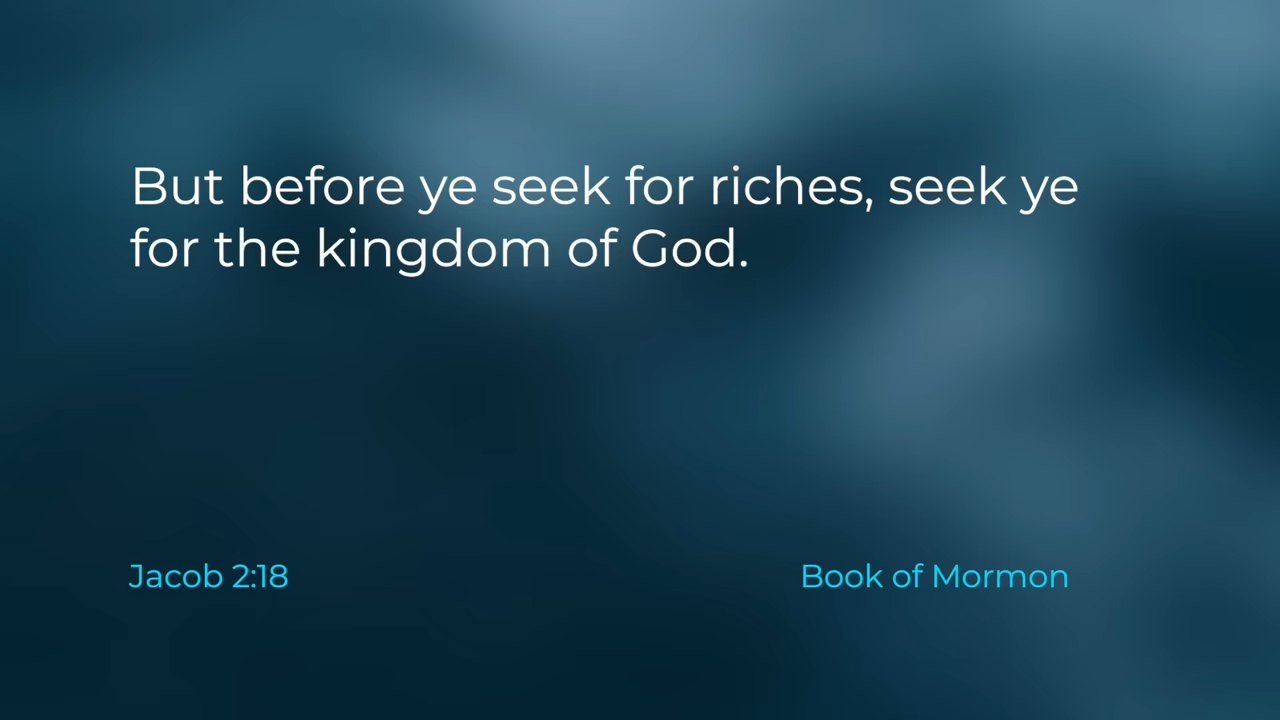 But before ye seek for riches, seek ye
for the kingdom of God.
Jacob 2:18
Book of Mormon